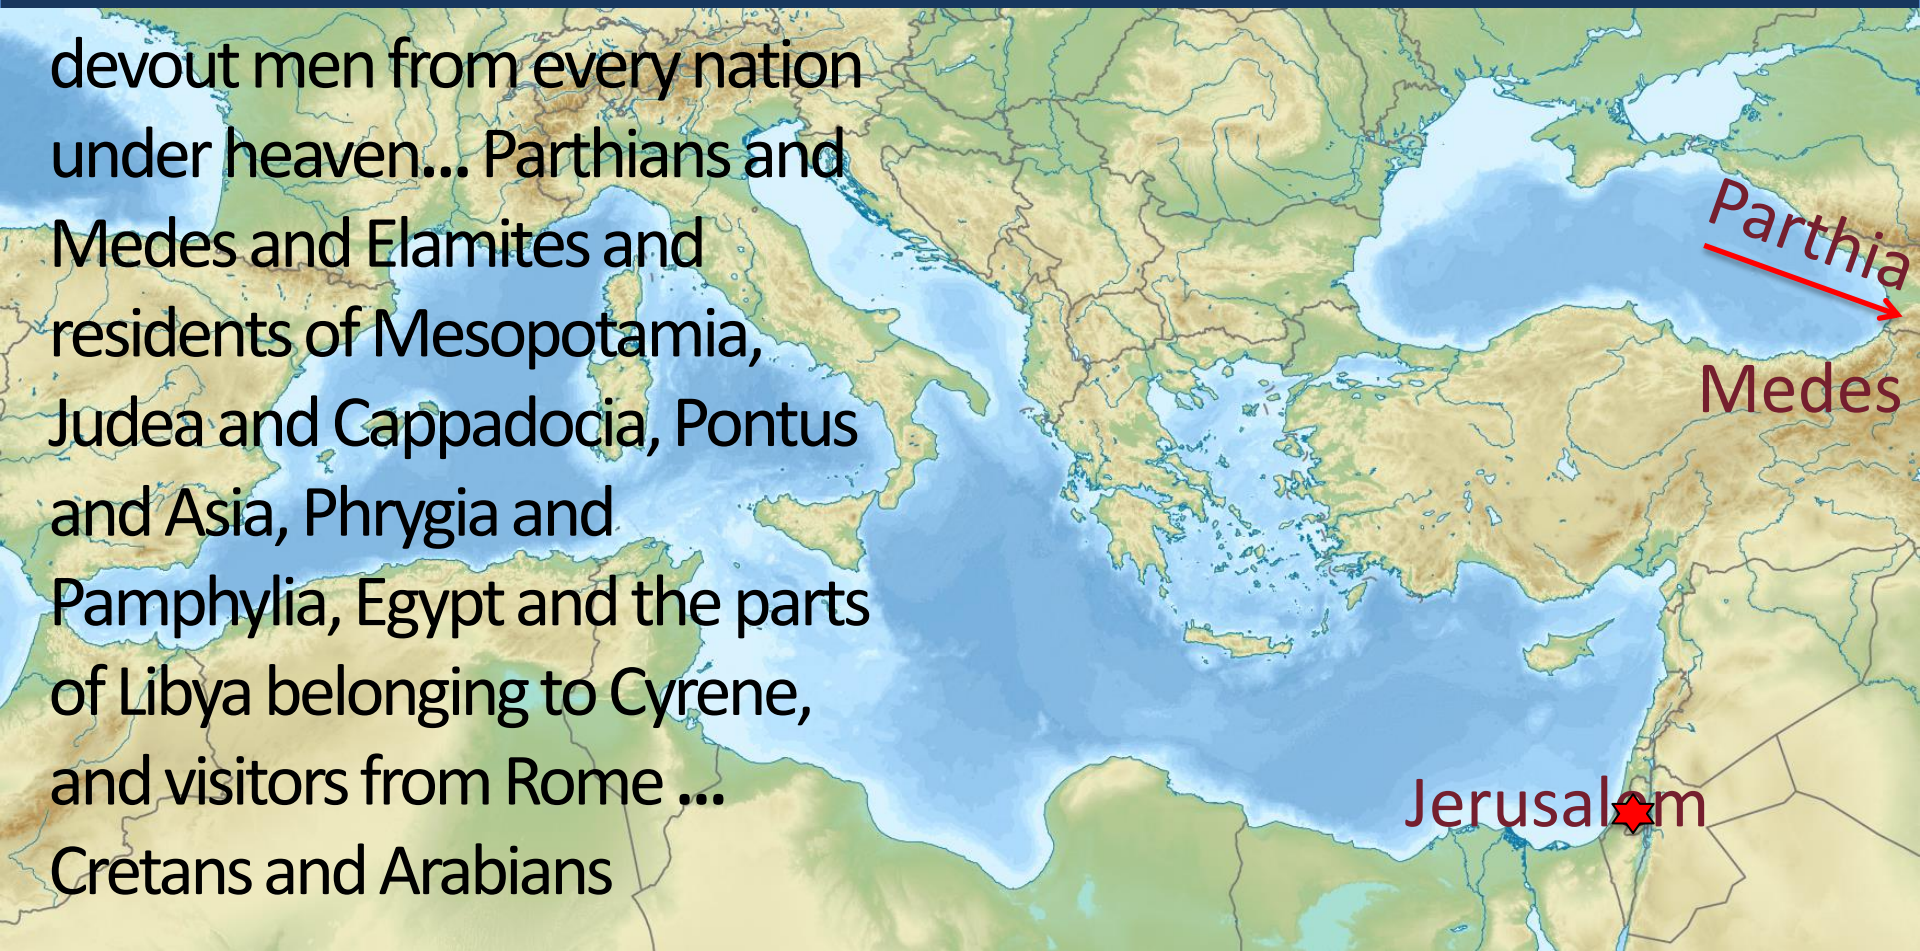 devout men from every nation
under heaven... Parthians and
Medes and Elamites and
residents of Mesopotamia,
Judea and Cappadocia, Pontus
and Asia, Phrygia and
Pamphylia, Egypt and the parts
of Libya belonging to Cyrene,
and visitors from Rome ...
Cretans and Arabians
Parthia
Medes
Jerusalem